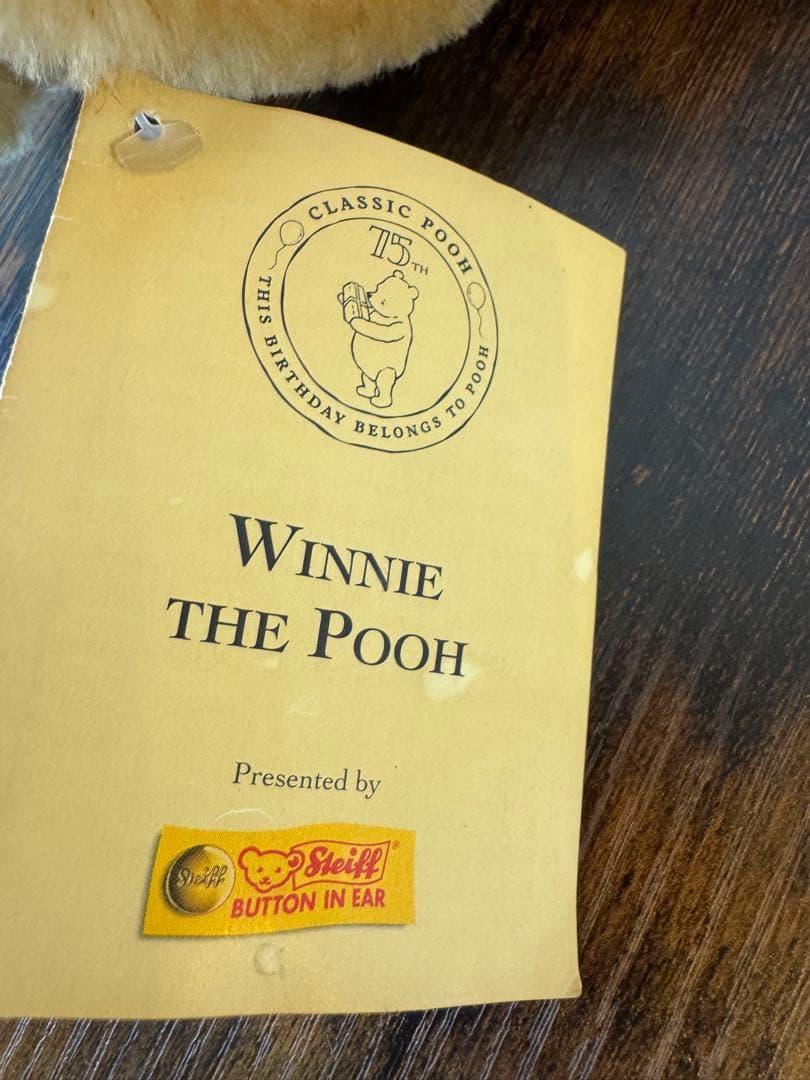 CLASSIC POOH
75TH
THIS BIRTHDAY BELONGS TO POOH
WINNIE
THE POOH
Presented by
Steiff
Steiff®
BUTTON IN EAR